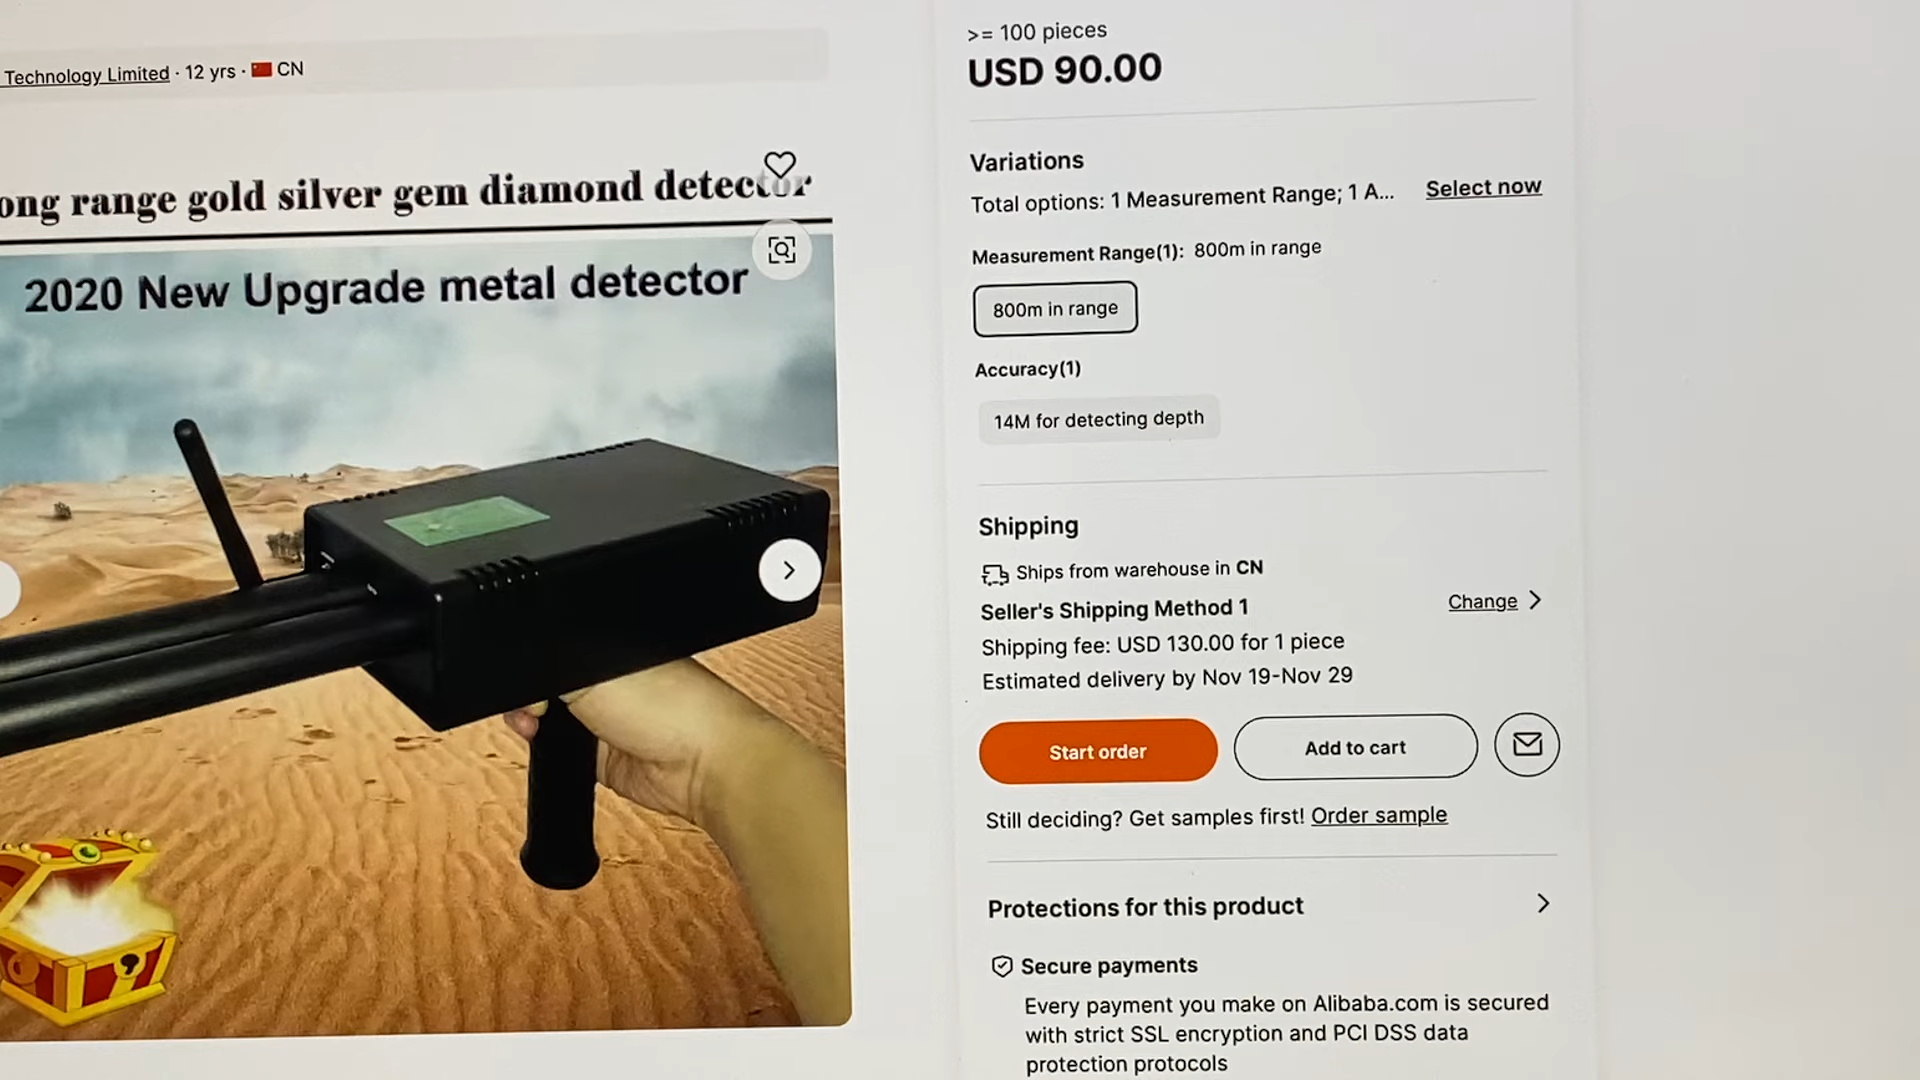 Technology Limited · 12 yrs · CN
ong range gold silver gem diamond detector
2020 New Upgrade metal detector
>= 100 pieces
USD 90.00
Variations
Total options: 1 Measurement Range; 1 A...
Select now
Measurement Range(1): 800m in range
800m in range
Accuracy(1)
14M for detecting depth
Shipping
Ships from warehouse in CN
Seller's Shipping Method 1
Change
Shipping fee: USD 130.00 for 1 piece
Estimated delivery by Nov 19-Nov 29
Start order
Add to cart
Still deciding? Get samples first! Order sample
Protections for this product
Secure payments
Every payment you make on Alibaba.com is secured
with strict SSL encryption and PCI DSS data
protection protocols